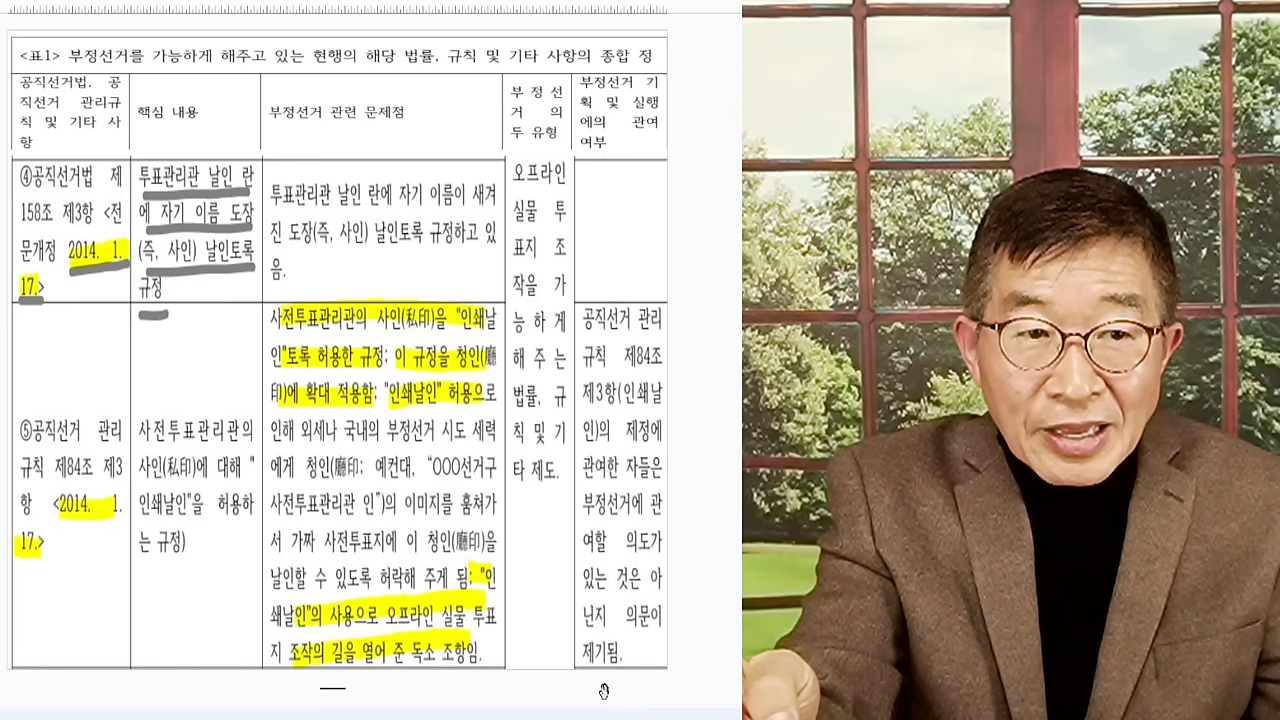 <표1> 부정선거를 가능하게 해주고 있는 현행의 해당 법률, 규칙 및 기타 사항의 종합 정
공직선거법, 공
직선거 관리규
칙 및 기타 사
항
핵심 내용
부정선거 관련 문제점
부 정 선
거 의
두 유형
부정선거 기
획 및 실행
에의 관여
여부
④공직선거법 제
158조 제3항 <전
문개정 2014. 1.
17.>
투표관리관 날인 란
에 자기 이름 도장
(즉, 사인) 날인토록
규정
투표관리관 날인 란에 자기 이름이 새겨
진 도장(즉, 사인) 날인토록 규정하고 있
음.
오프라인
실물 투
표지 조
작을 가
능 하 게
해 주 는
법률, 규
칙 및 기
타 제도.
⑤공직선거 관리
규칙 제84조 제3
항 <2014. 1.
17.>
사전투표관리관의
사인(私印)에 대해 "
인쇄날인"을 허용하
는 규정)
사전투표관리관의 사인(私印)을 "인쇄날
인"토록 허용한 규정; 이 규정을 청인(廳
印)에 확대 적용함; "인쇄날인" 허용으로
인해 외세나 국내의 부정선거 시도 세력
에게 청인(廳印; 예컨대, “OOO선거구
사전투표관리관 인”)의 이미지를 훔쳐가
서 가짜 사전투표지에 이 청인(廳印)을
날인할 수 있도록 허락해 주게 됨; "인
쇄날인"의 사용으로 오프라인 실물 투표
지 조작의 길을 열어 준 독소 조항임.
공직선거 관리
규칙 제84조
제3항(인쇄날
인)의 제정에
관여한 자들은
부정선거에 관
여할 의도가
있는 것은 아
닌지 의문이
제기됨.